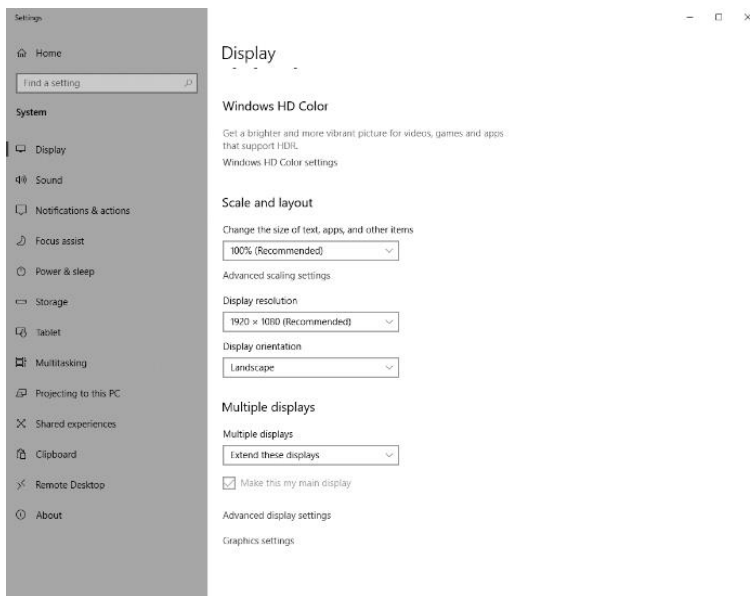 Settings
Home
Find a setting
System
Display
Sound
Notifications & actions
Focus assist
Power & sleep
Storage
Tablet
Multitasking
Projecting to this PC
Shared experiences
Clipboard
Remote Desktop
About
Display
Windows HD Color
Get a brighter and more vibrant picture for videos, games and apps
that support HDR.
Windows HD Color settings
Scale and layout
Change the size of text, apps, and other items
100% (Recommended)
Advanced scaling settings
Display resolution
1920 × 1080 (Recommended)
Display orientation
Landscape
Multiple displays
Multiple displays
Extend these displays
Make this my main display
Advanced display settings
Graphics settings